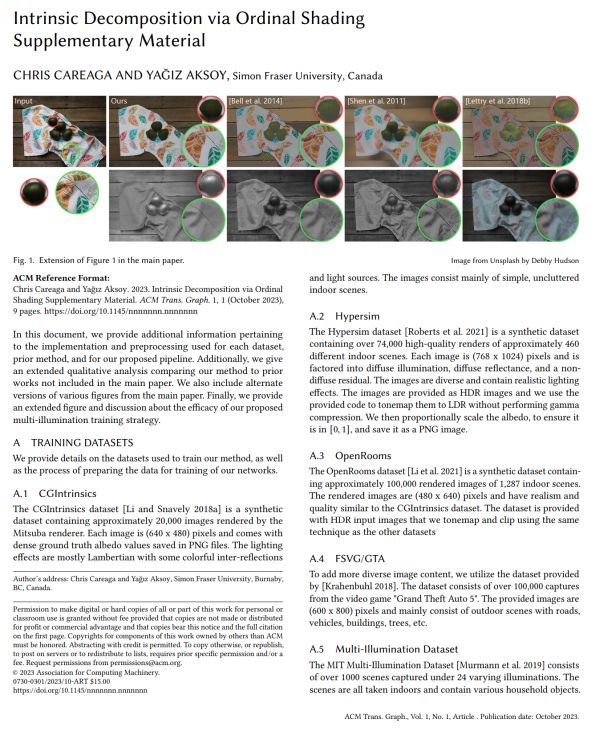 Intrinsic Decomposition via Ordinal Shading
Supplementary Material
CHRIS CAREAGA AND YAĞIZ AKSOY, Simon Fraser University, Canada
Input
Ours
[Bell et al. 2014]
[Shen et al. 2011]
[Lettry et al. 2018b]
Fig. 1. Extension of Figure 1 in the main paper.
Image from Unsplash by Debby Hudson
ACM Reference Format:
Chris Careaga and Yağız Aksoy. 2023. Intrinsic Decomposition via Ordinal
Shading Supplementary Material. ACM Trans. Graph. 1, 1 (October 2023),
9 pages. https://doi.org/10.1145/nnnnnnn.nnnnnnn
In this document, we provide additional information pertaining
to the implementation and preprocessing used for each dataset,
prior method, and for our proposed pipeline. Additionally, we give
an extended qualitative analysis comparing our method to prior
works not included in the main paper. We also include alternate
versions of various figures from the main paper. Finally, we provide
an extended figure and discussion about the efficacy of our proposed
multi-illumination training strategy.
A TRAINING DATASETS
We provide details on the datasets used to train our method, as well
as the process of preparing the data for training of our networks.
A.1 CGIntrinsics
The CGIntrinsics dataset [Li and Snavely 2018a] is a synthetic
dataset containing approximately 20,000 images rendered by the
Mitsuba renderer. Each image is (640 x 480) pixels and comes with
dense ground truth albedo values saved in PNG files. The lighting
effects are mostly Lambertian with some colorful inter-reflections
Author's address: Chris Careaga and Yağız Aksoy, Simon Fraser University, Burnaby,
BC, Canada.
Permission to make digital or hard copies of all or part of this work for personal or
classroom use is granted without fee provided that copies are not made or distributed
for profit or commercial advantage and that copies bear this notice and the full citation
on the first page. Copyrights for components of this work owned by others than ACM
must be honored. Abstracting with credit is permitted. To copy otherwise, or republish,
to post on servers or to redistribute to lists, requires prior specific permission and/or a
fee. Request permissions from permissions@acm.org.
© 2023 Association for Computing Machinery.
0730-0301/2023/10-ART $15.00
https://doi.org/10.1145/nnnnnnn.nnnnnnn
and light sources. The images consist mainly of simple, uncluttered
indoor scenes.
A.2 Hypersim
The Hypersim dataset [Roberts et al. 2021] is a synthetic dataset
containing over 74,000 high-quality renders of approximately 460
different indoor scenes. Each image is (768 x 1024) pixels and is
factored into diffuse illumination, diffuse reflectance, and a non-
diffuse residual. The images are diverse and contain realistic lighting
effects. The images are provided as HDR images and we use the
provided code to tonemap them to LDR without performing gamma
compression. We then proportionally scale the albedo, to ensure it
is in [0, 1], and save it as a PNG image.
A.3 OpenRooms
The OpenRooms dataset [Li et al. 2021] is a synthetic dataset contain-
ing approximately 100,000 rendered images of 1,287 indoor scenes.
The rendered images are (480 x 640) pixels and have realism and
quality similar to the CGIntrinsics dataset. The dataset is provided
with HDR input images that we tonemap and clip using the same
technique as the other datasets
A.4 FSVG/GTA
To add more diverse image content, we utilize the dataset provided
by [Krahenbuhl 2018]. The dataset consists of over 100,000 captures
from the video game "Grand Theft Auto 5". The provided images are
(600 x 800) pixels and mainly consist of outdoor scenes with roads,
vehicles, buildings, trees, etc.
A.5 Multi-Illumination Dataset
The MIT Multi-Illumination Dataset [Murmann et al. 2019] consists
of over 1000 scenes captured under 24 varying illuminations. The
scenes are all taken indoors and contain various household objects.
ACM Trans. Graph., Vol. 1, No. 1, Article . Publication date: October 2023.